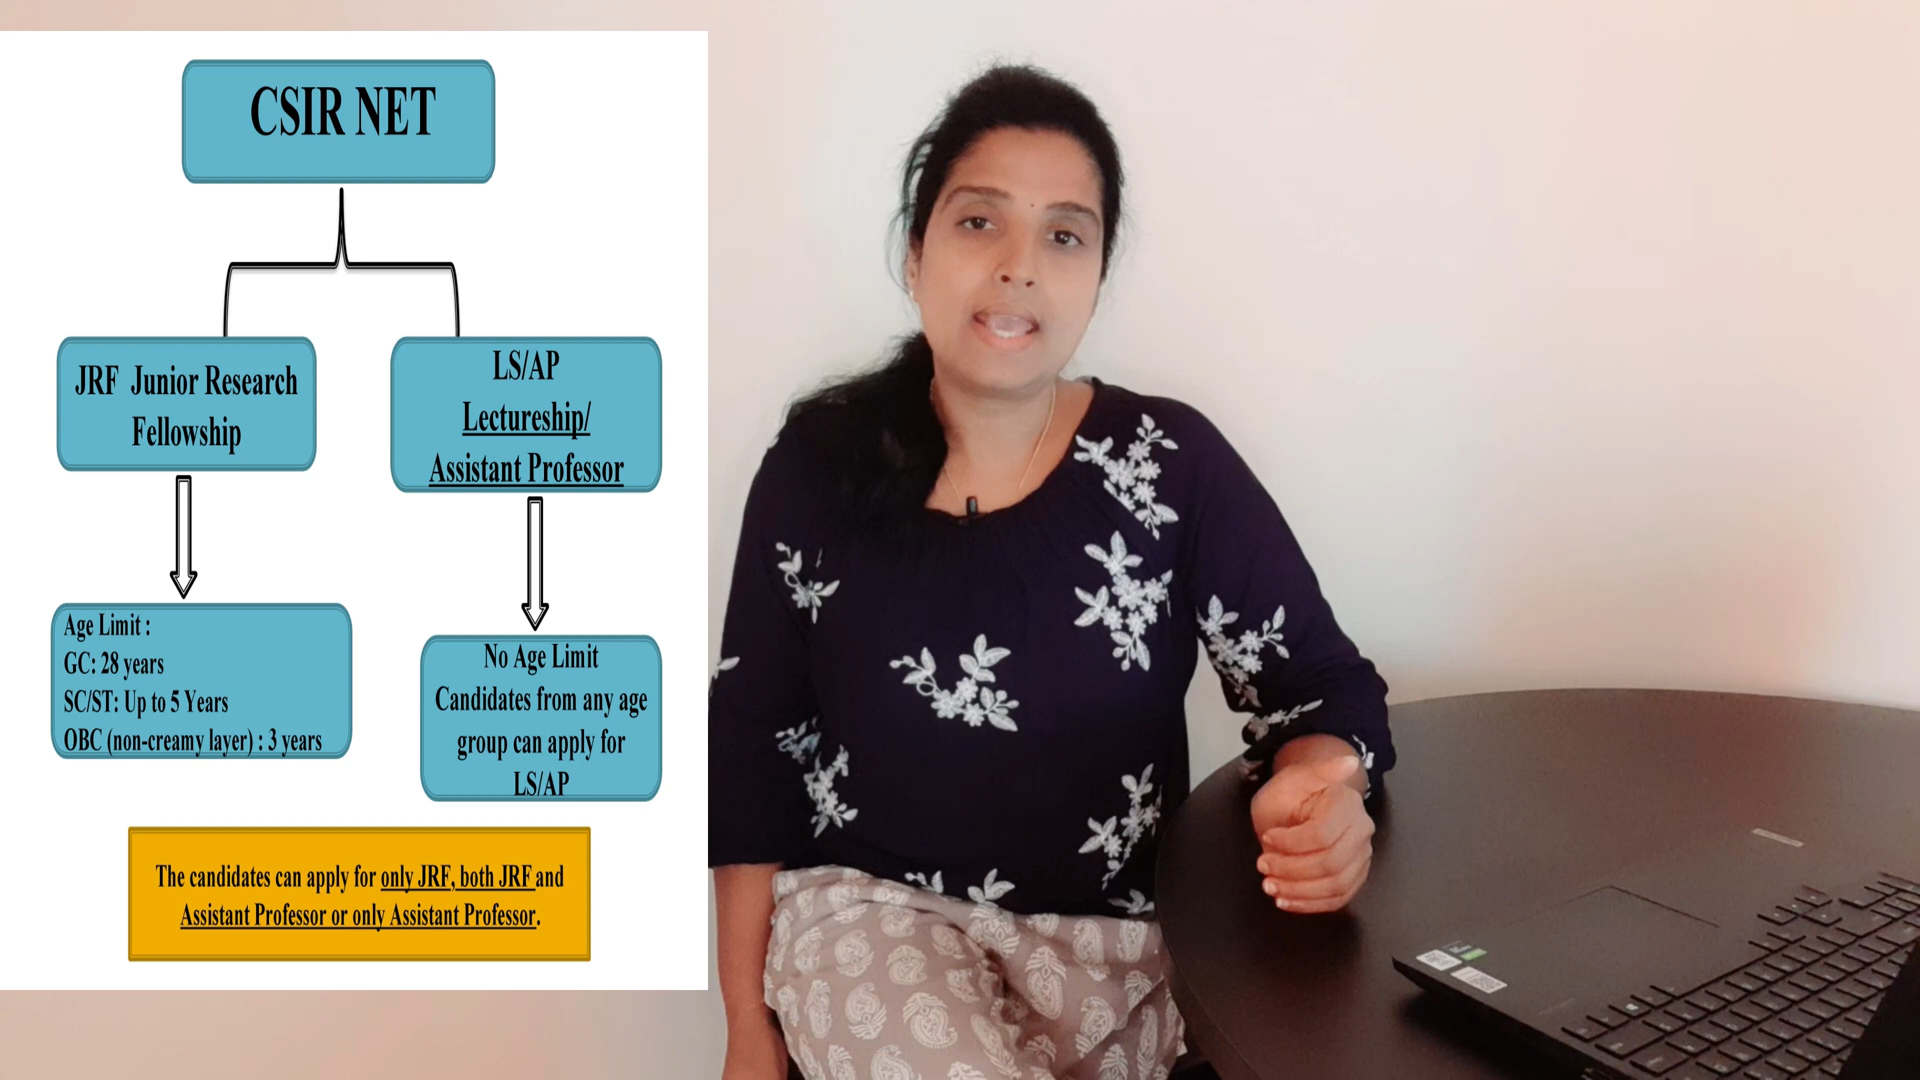 CSIR NET
JRF Junior Research
Fellowship
LS/AP
Lectureship/
Assistant Professor
Age Limit :
GC: 28 years
SC/ST: Up to 5 Years
OBC (non-creamy layer) : 3 years
No Age Limit
Candidates from any age
group can apply for
LS/AP
The candidates can apply for only JRF, both JRF and
Assistant Professor or only Assistant Professor.